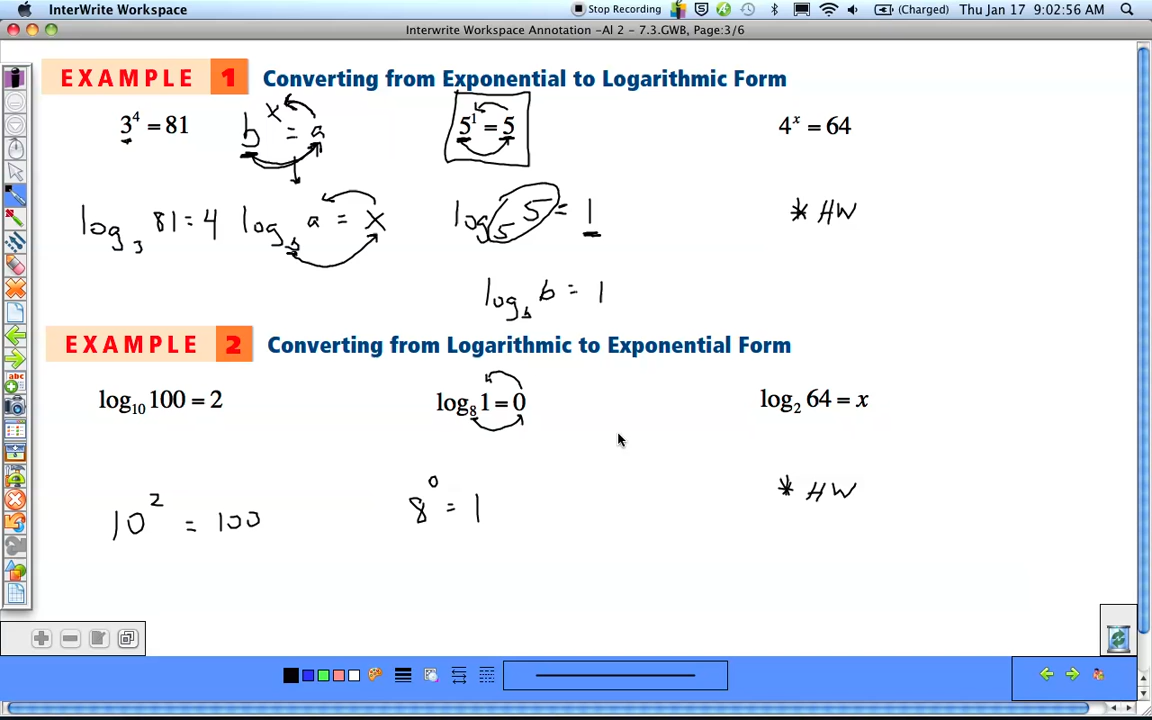 InterWrite Workspace
Stop Recording
(Charged) Thu Jan 17 9:02:56 AM
Interwrite Workspace Annotation -Al 2 - 7.3.GWB, Page:3/6
EXAMPLE 1 Converting from Exponential to Logarithmic Form
3⁴ = 81 bˣ = a 5¹ = 5 4ˣ = 64
log₃ 81 = 4 log_b a = x log₅ 5 = 1 * HW
log_b b = 1
EXAMPLE 2 Converting from Logarithmic to Exponential Form
log₁₀ 100 = 2 log₈ 1 = 0 log₂ 64 = x
10² = 100 8⁰ = 1 * HW
abc